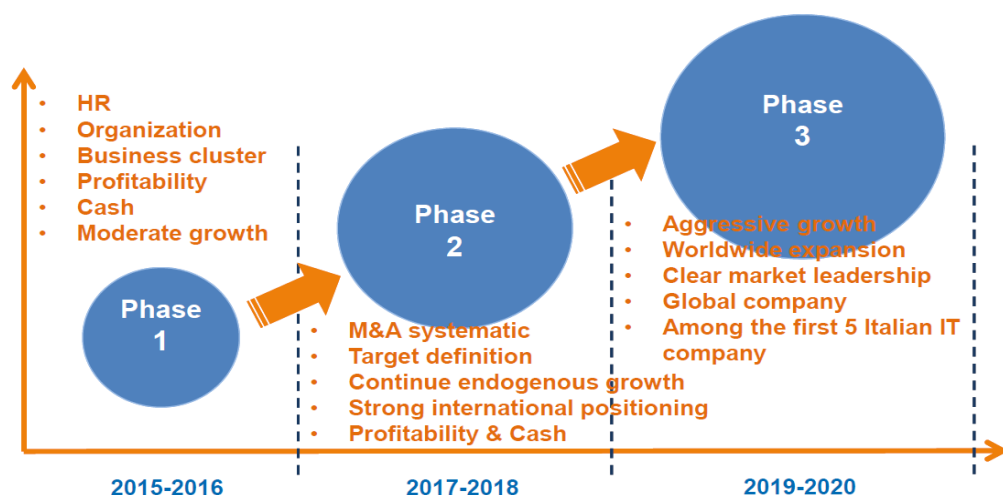 • HR
• Organization
• Business cluster
• Profitability
• Cash
• Moderate growth
Phase
1
2015-2016
Phase
2
• M&A systematic
• Target definition
• Continue endogenous growth
• Strong international positioning
• Profitability & Cash
2017-2018
Phase
3
• Aggressive growth
• Worldwide expansion
• Clear market leadership
• Global company
• Among the first 5 Italian IT
company
2019-2020